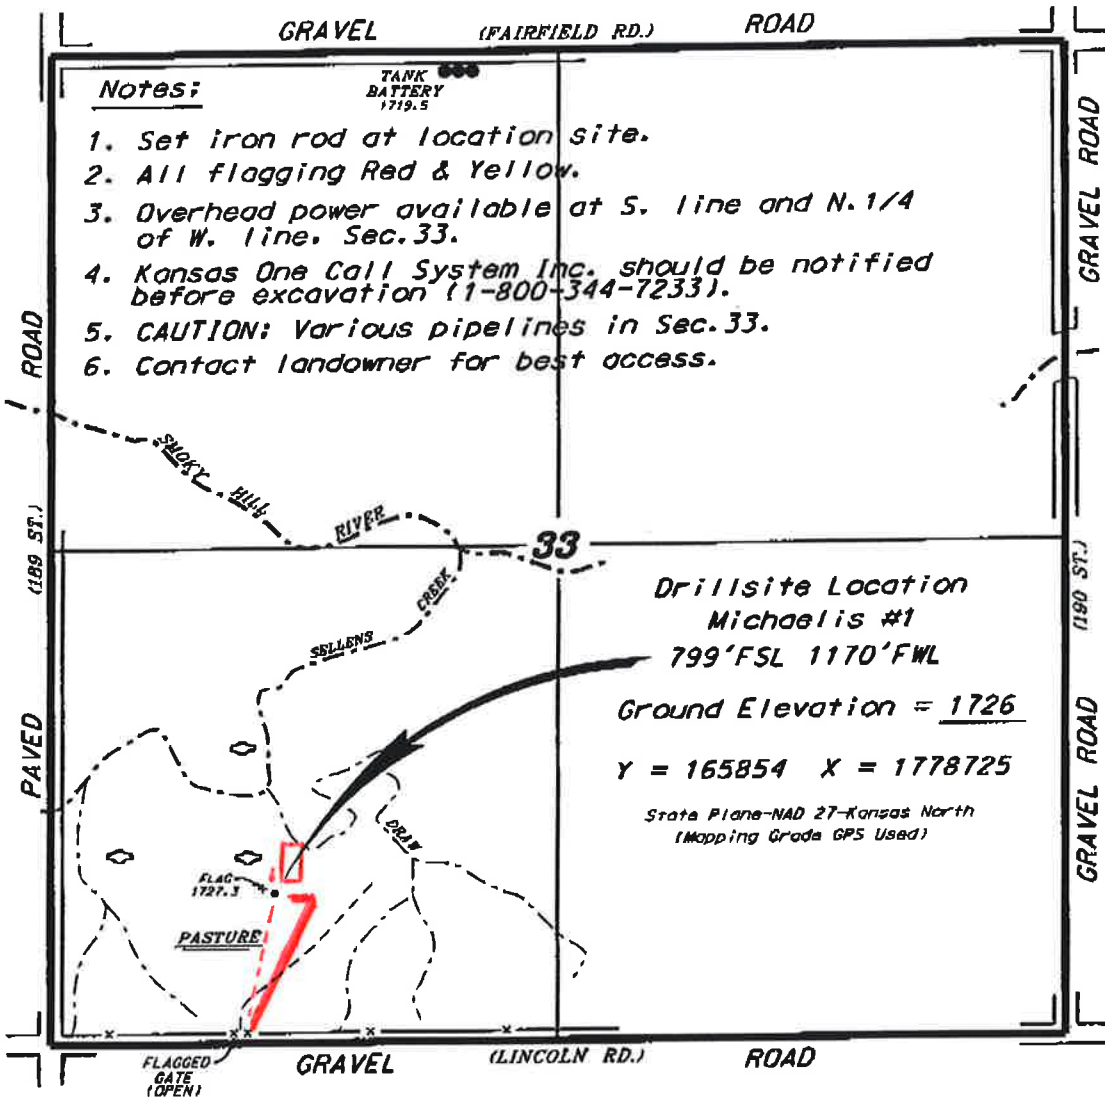 GRAVEL (FAIRFIELD RD.) ROAD
TANK
BATTERY
1719.5
Notes:
1. Set iron rod at location site.
2. All flagging Red & Yellow.
3. Overhead power available at S. line and N. 1/4
of W. line. Sec. 33.
4. Kansas One Call System Inc. should be notified
before excavation (1-800-344-7233).
5. CAUTION: Various pipelines in Sec. 33.
6. Contact landowner for best access.
GRAVEL ROAD
PAVED (189 ST.) ROAD
SMOKY HILL RIVER
33
CREEK
SELLENS
(190 ST.)
Drillsite Location
Michaelis #1
799'FSL 1170'FWL
Ground Elevation = 1726
Y = 165854 X = 1778725
State Plane-NAD 27-Kansas North
(Mapping Grade GPS Used)
GRAVEL ROAD
DRAW
FLAG
1727.3
PASTURE
FLAGGED
GATE
(OPEN)
GRAVEL (LINCOLN RD.) ROAD